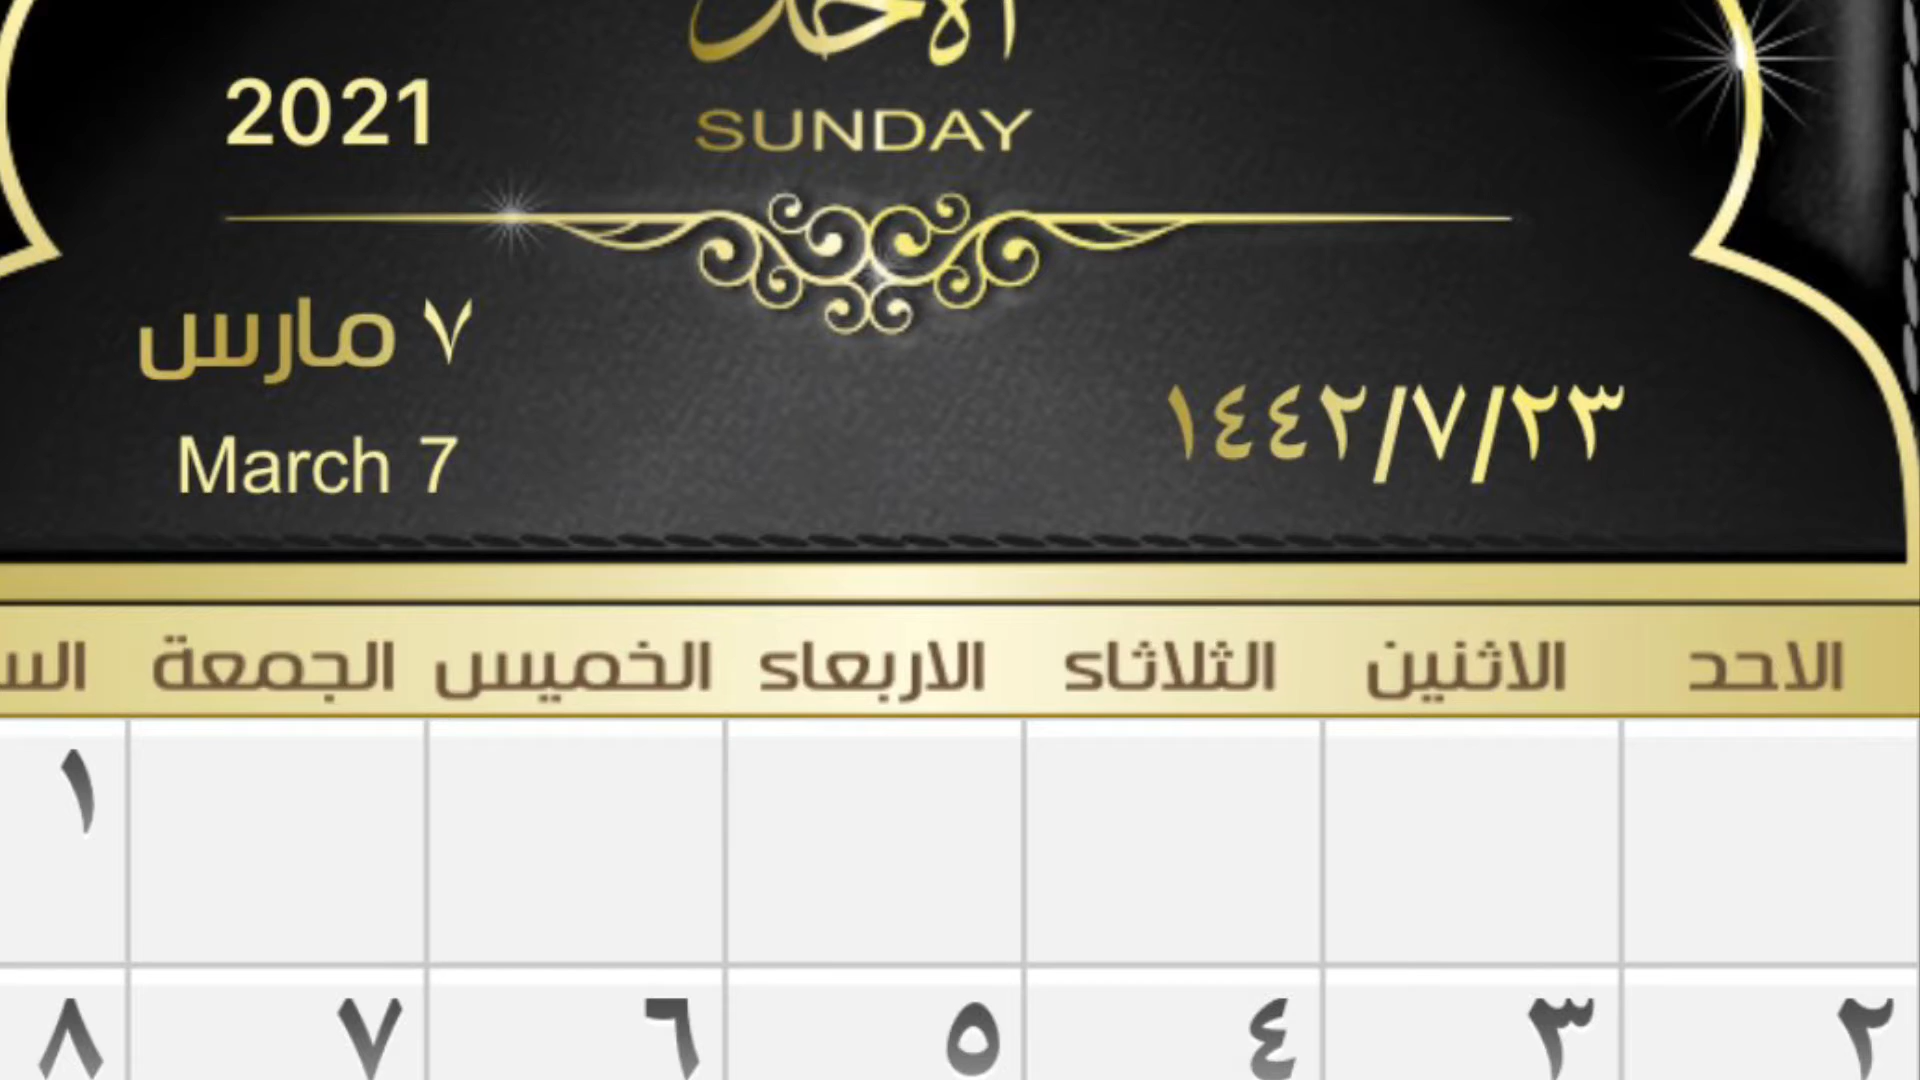 الاحد
2021
SUNDAY
٧ مارس
١٤٤٢/٧/٢٣
March 7
الاحد الاثنين الثلاثاء الاربعاء الخميس الجمعة
١
٢ ٣ ٤ ٥ ٦ ٧ ٨